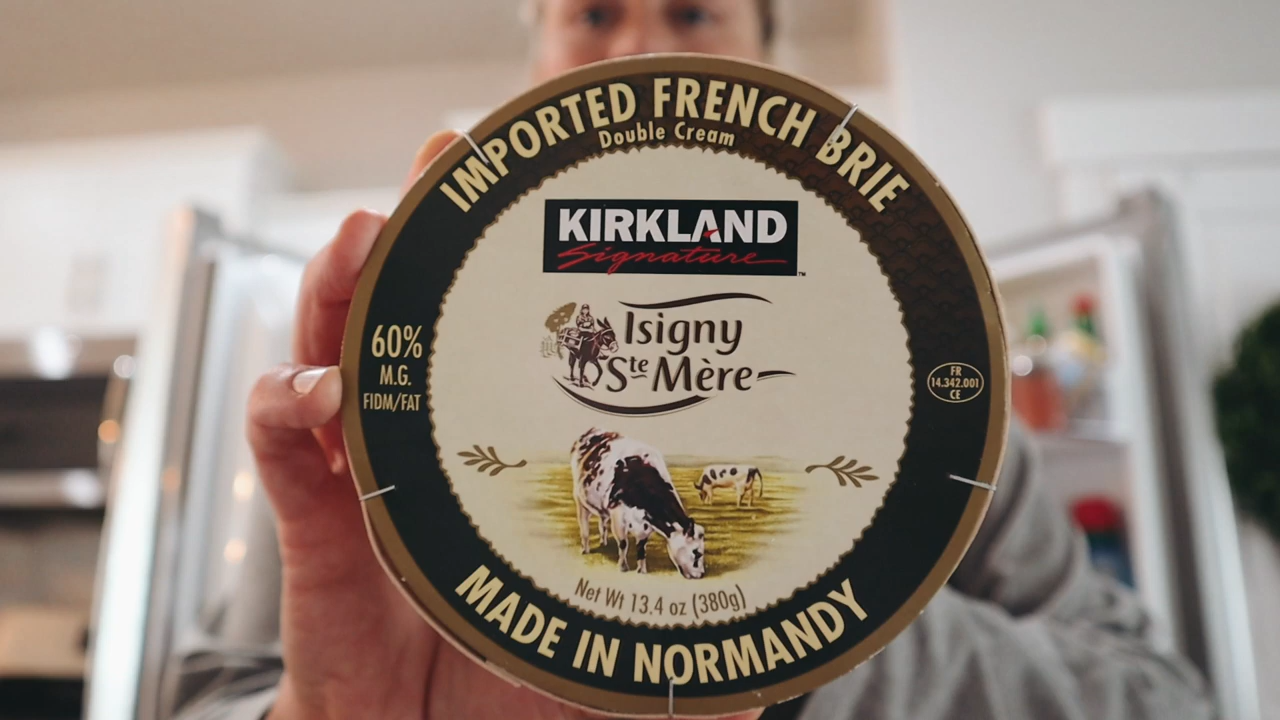 IMPORTED FRENCH BRIE
Double Cream
KIRKLAND
Signature™
Isigny
Ste Mère
60%
M.G.
FIDM/FAT
FR
14.342.001
CE
Net Wt 13.4 oz (380g)
MADE IN NORMANDY